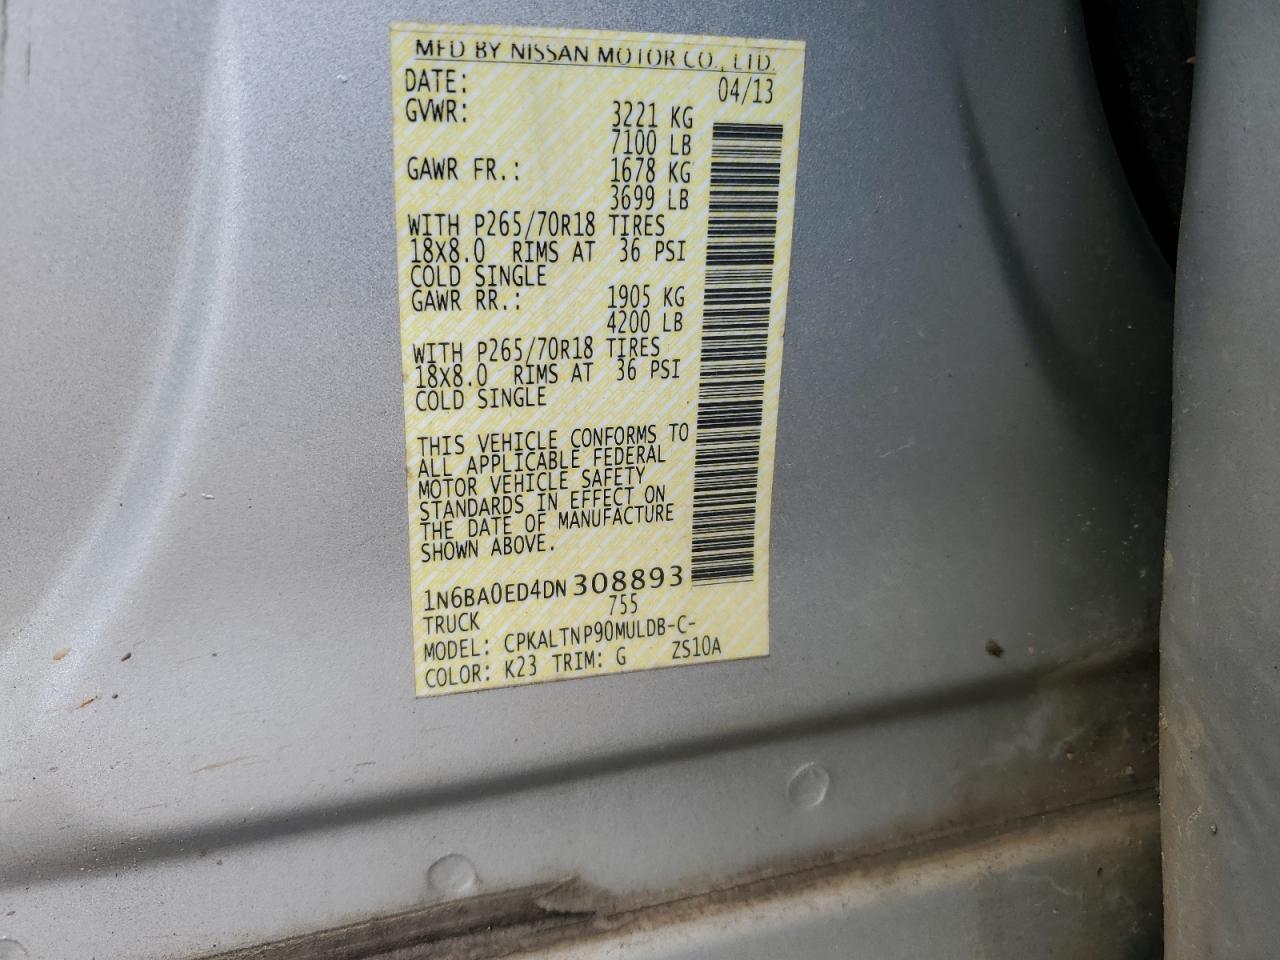 MFD BY NISSAN MOTOR CO., LTD.
DATE: 04/13
GVWR: 3221 KG
7100 LB
GAWR FR.: 1678 KG
3699 LB
WITH P265/70R18 TIRES
18X8.0 RIMS AT 36 PSI
COLD SINGLE
GAWR RR.: 1905 KG
4200 LB
WITH P265/70R18 TIRES
18X8.0 RIMS AT 36 PSI
COLD SINGLE
THIS VEHICLE CONFORMS TO
ALL APPLICABLE FEDERAL
MOTOR VEHICLE SAFETY
STANDARDS IN EFFECT ON
THE DATE OF MANUFACTURE
SHOWN ABOVE.
1N6BA0ED4DN308893
TRUCK 755
MODEL: CPKALTNP90MULDB-C-
COLOR: K23 TRIM: G ZS10A